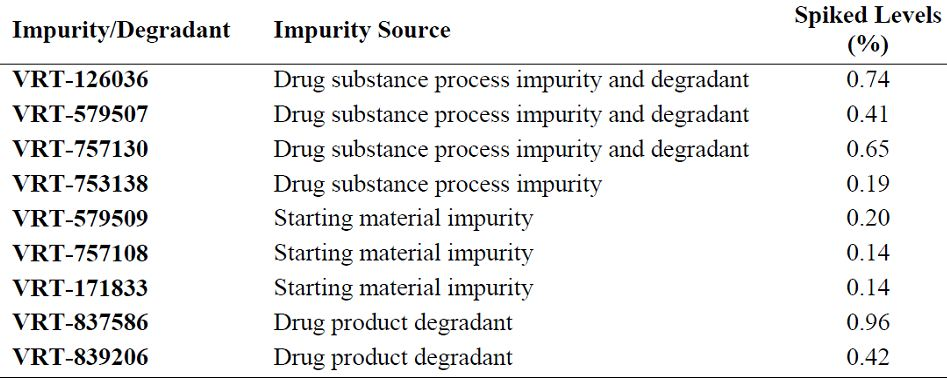 Impurity/Degradant Impurity Source Spiked Levels (%)
VRT-126036 Drug substance process impurity and degradant 0.74
VRT-579507 Drug substance process impurity and degradant 0.41
VRT-757130 Drug substance process impurity and degradant 0.65
VRT-753138 Drug substance process impurity 0.19
VRT-579509 Starting material impurity 0.20
VRT-757108 Starting material impurity 0.14
VRT-171833 Starting material impurity 0.14
VRT-837586 Drug product degradant 0.96
VRT-839206 Drug product degradant 0.42